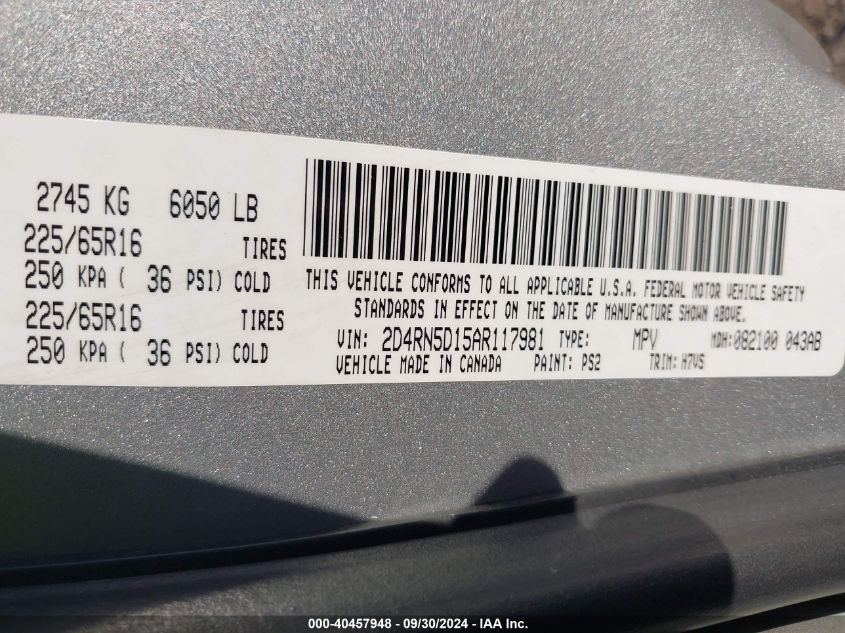 2745 KG 6050 LB
225/65R16 TIRES
250 KPA ( 36 PSI) COLD
225/65R16 TIRES
250 KPA ( 36 PSI) COLD
THIS VEHICLE CONFORMS TO ALL APPLICABLE U.S.A. FEDERAL MOTOR VEHICLE SAFETY
STANDARDS IN EFFECT ON THE DATE OF MANUFACTURE SHOWN ABOVE.
VIN: 2D4RN5D15AR117981 TYPE: MPV MDH:082100 043AB
VEHICLE MADE IN CANADA PAINT: PS2 TRIM: H7VS
000-40457948 - 09/30/2024 - IAA Inc.